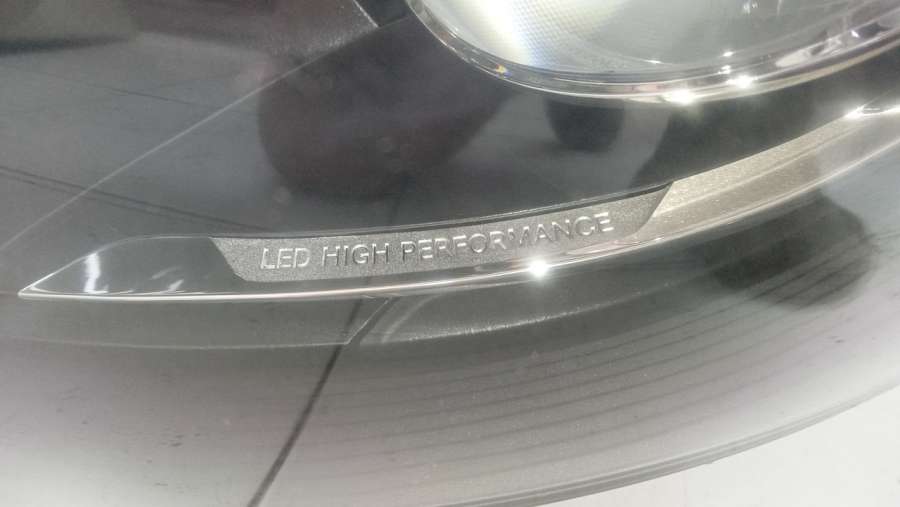 LED HIGH PERFORMANCE